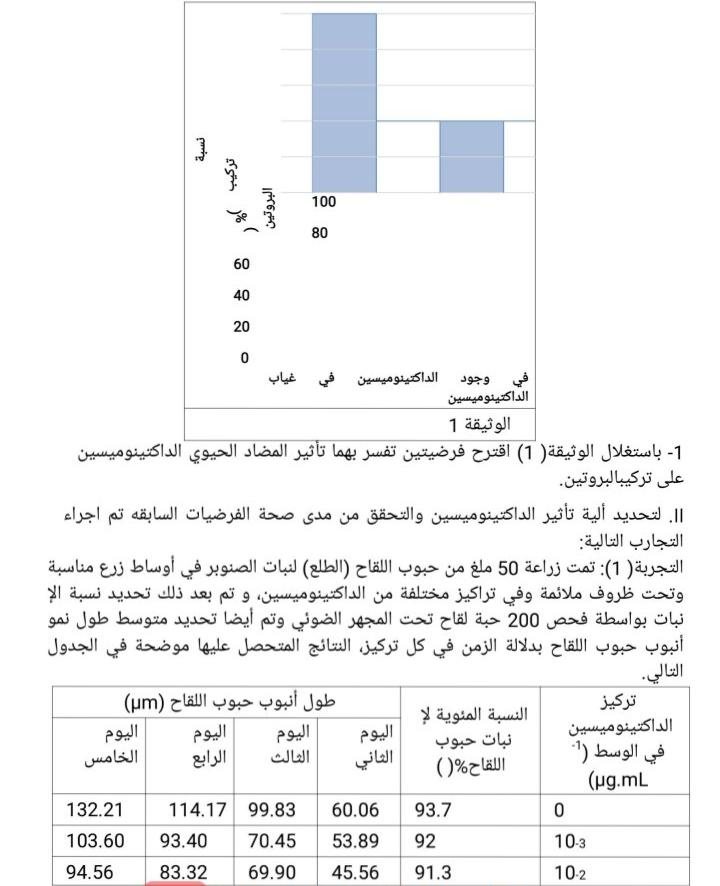 نسبة
تركيب
البروتين
(%)
100
80
60
40
20
0
في وجود الداكتينوميسين في غياب
الداكتينوميسين
الوثيقة 1
1- باستغلال الوثيقة( 1) اقترح فرضيتين تفسر بهما تأثير المضاد الحيوي الداكتينوميسين
على تركيبالبروتين.
II. لتحديد ألية تأثير الداكتينوميسين والتحقق من مدى صحة الفرضيات السابقه تم اجراء
التجارب التالية:
التجربة( 1): تمت زراعة 50 ملغ من حبوب اللقاح (الطلع) لنبات الصنوبر في أوساط زرع مناسبة
وتحت ظروف ملائمة وفي تراكيز مختلفة من الداكتينوميسين، و تم بعد ذلك تحديد نسبة الإ
نبات بواسطة فحص 200 حبة لقاح تحت المجهر الضوئي وتم أيضا تحديد متوسط طول نمو
أنبوب حبوب اللقاح بدلالة الزمن في كل تركيز، النتائج المتحصل عليها موضحة في الجدول
التالي.
تركيز
الداكتينوميسين
في الوسط (-1
(µg.mL
النسبة المئوية لإ
نبات حبوب
اللقاح%( )
طول أنبوب حبوب اللقاح (µm)
اليوم الثاني
اليوم الثالث
اليوم الرابع
اليوم الخامس
0 93.7 60.06 99.83 114.17 132.21
10-3 92 53.89 70.45 93.40 103.60
10-2 91.3 45.56 69.90 83.32 94.56